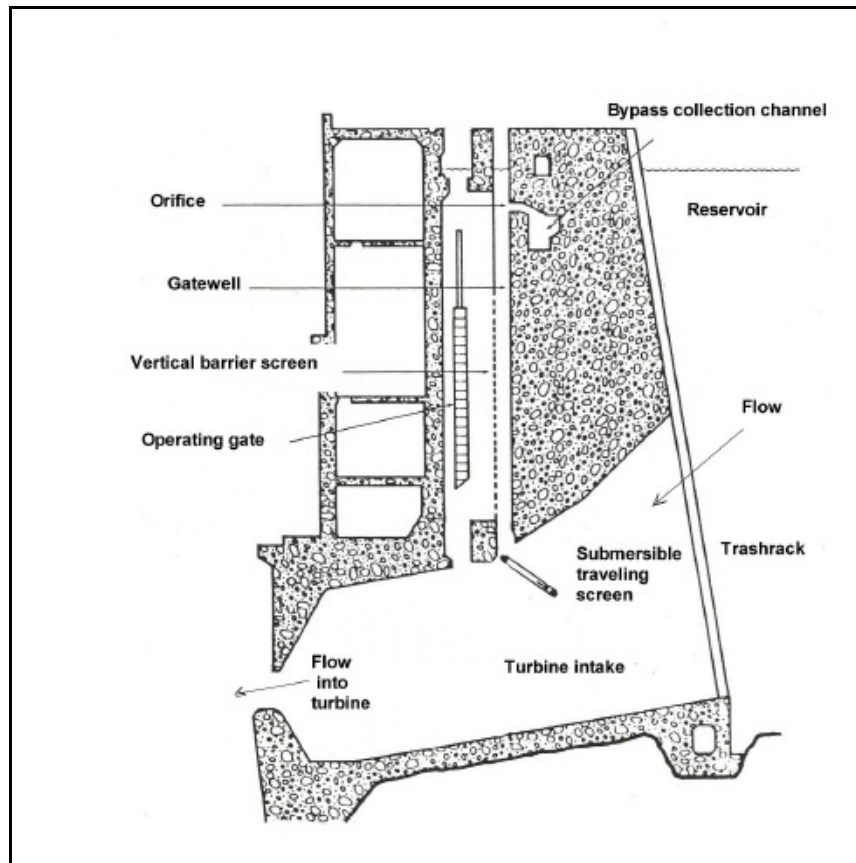 Bypass collection channel
Orifice
Reservoir
Gatewell
Vertical barrier screen
Flow
Operating gate
Submersible
traveling
screen
Trashrack
Flow
into
turbine
Turbine intake